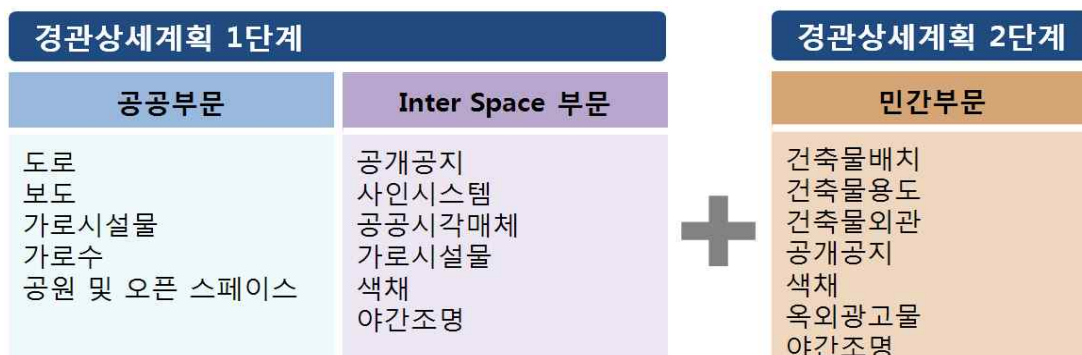 경관상세계획 1단계
공공부문
도로
보도
가로시설물
가로수
공원 및 오픈 스페이스
Inter Space 부문
공개공지
사인시스템
공공시각매체
가로시설물
색채
야간조명
경관상세계획 2단계
민간부문
건축물배치
건축물용도
건축물외관
공개공지
색채
옥외광고물
야간조명